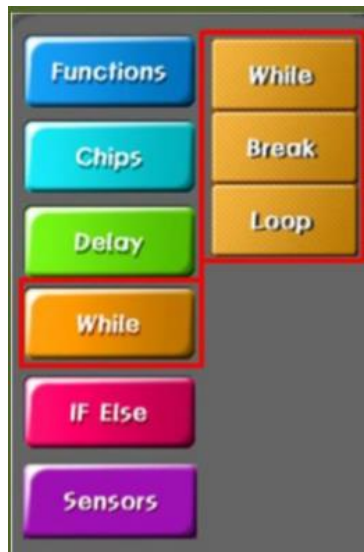 Functions
Chips
Delay
While
IF Else
Sensors
While
Break
Loop